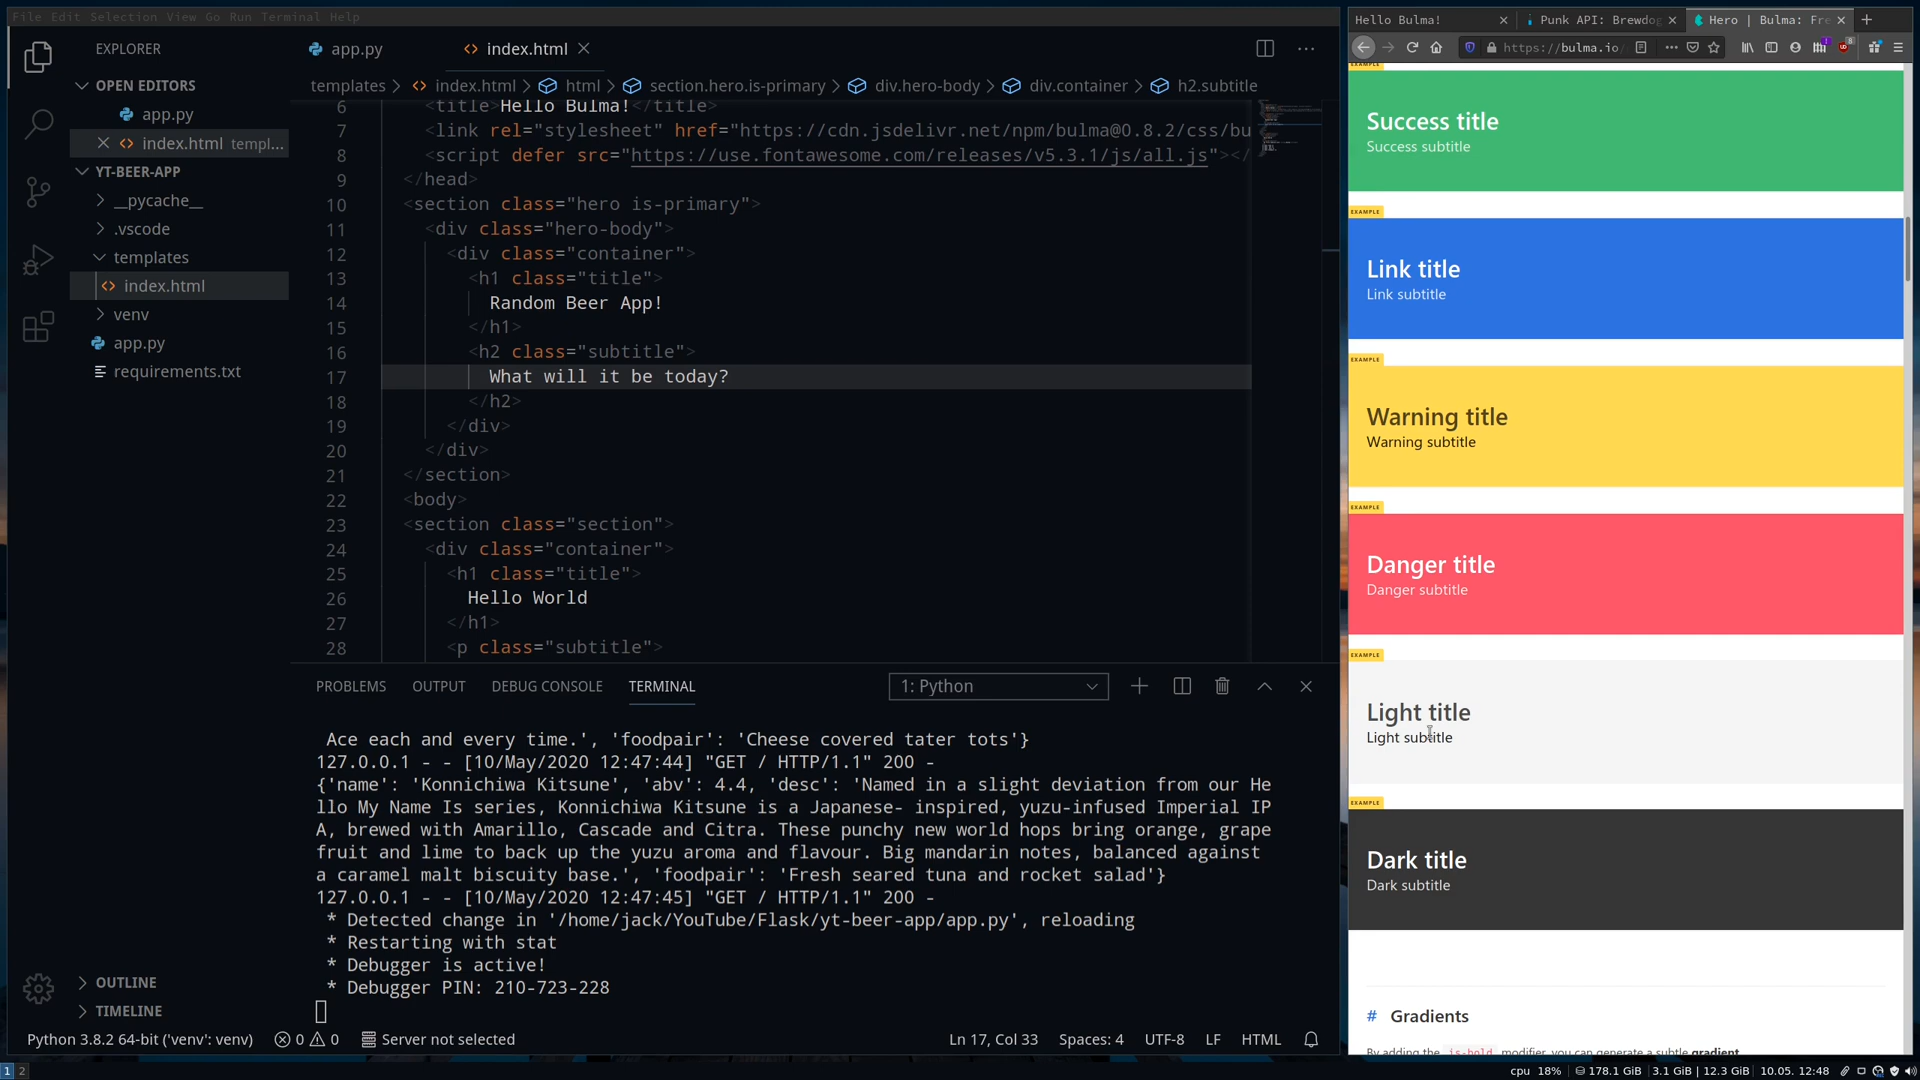 File Edit Selection View Go Run Terminal Help
EXPLORER
OPEN EDITORS
app.py
index.html templ...
YT-BEER-APP
__pycache__
.vscode
templates
index.html
venv
app.py
requirements.txt
OUTLINE
TIMELINE
app.py
index.html
templates > index.html > html > section.hero.is-primary > div.hero-body > div.container > h2.subtitle
6 <title>Hello Bulma!</title>
7 <link rel="stylesheet" href="https://cdn.jsdelivr.net/npm/bulma@0.8.2/css/bu
8 <script defer src="https://use.fontawesome.com/releases/v5.3.1/js/all.js"></
9 </head>
10 <section class="hero is-primary">
11 <div class="hero-body">
12 <div class="container">
13 <h1 class="title">
14 Random Beer App!
15 </h1>
16 <h2 class="subtitle">
17 What will it be today?
18 </h2>
19 </div>
20 </div>
21 </section>
22 <body>
23 <section class="section">
24 <div class="container">
25 <h1 class="title">
26 Hello World
27 </h1>
28 <p class="subtitle">
PROBLEMS OUTPUT DEBUG CONSOLE TERMINAL 1: Python
Ace each and every time.', 'foodpair': 'Cheese covered tater tots'}
127.0.0.1 - - [10/May/2020 12:47:44] "GET / HTTP/1.1" 200 -
{'name': 'Konnichiwa Kitsune', 'abv': 4.4, 'desc': 'Named in a slight deviation from our He
llo My Name Is series, Konnichiwa Kitsune is a Japanese- inspired, yuzu-infused Imperial IP
A, brewed with Amarillo, Cascade and Citra. These punchy new world hops bring orange, grape
fruit and lime to back up the yuzu aroma and flavour. Big mandarin notes, balanced against
a caramel malt biscuity base.', 'foodpair': 'Fresh seared tuna and rocket salad'}
127.0.0.1 - - [10/May/2020 12:47:45] "GET / HTTP/1.1" 200 -
* Detected change in '/home/jack/YouTube/Flask/yt-beer-app/app.py', reloading
* Restarting with stat
* Debugger is active!
* Debugger PIN: 210-723-228
Python 3.8.2 64-bit ('venv': venv) 0 0 Server not selected Ln 17, Col 33 Spaces: 4 UTF-8 LF HTML
Hello Bulma! Punk API: Brewdog Hero | Bulma: Fre
https://bulma.io
EXAMPLE
Success title
Success subtitle
EXAMPLE
Link title
Link subtitle
EXAMPLE
Warning title
Warning subtitle
EXAMPLE
Danger title
Danger subtitle
EXAMPLE
Light title
Light subtitle
EXAMPLE
Dark title
Dark subtitle
# Gradients
By adding the is-bold modifier, you can generate a subtle gradient
1 2
cpu 18% 178.1 GiB 3.1 GiB | 12.3 GiB 10.05. 12:48